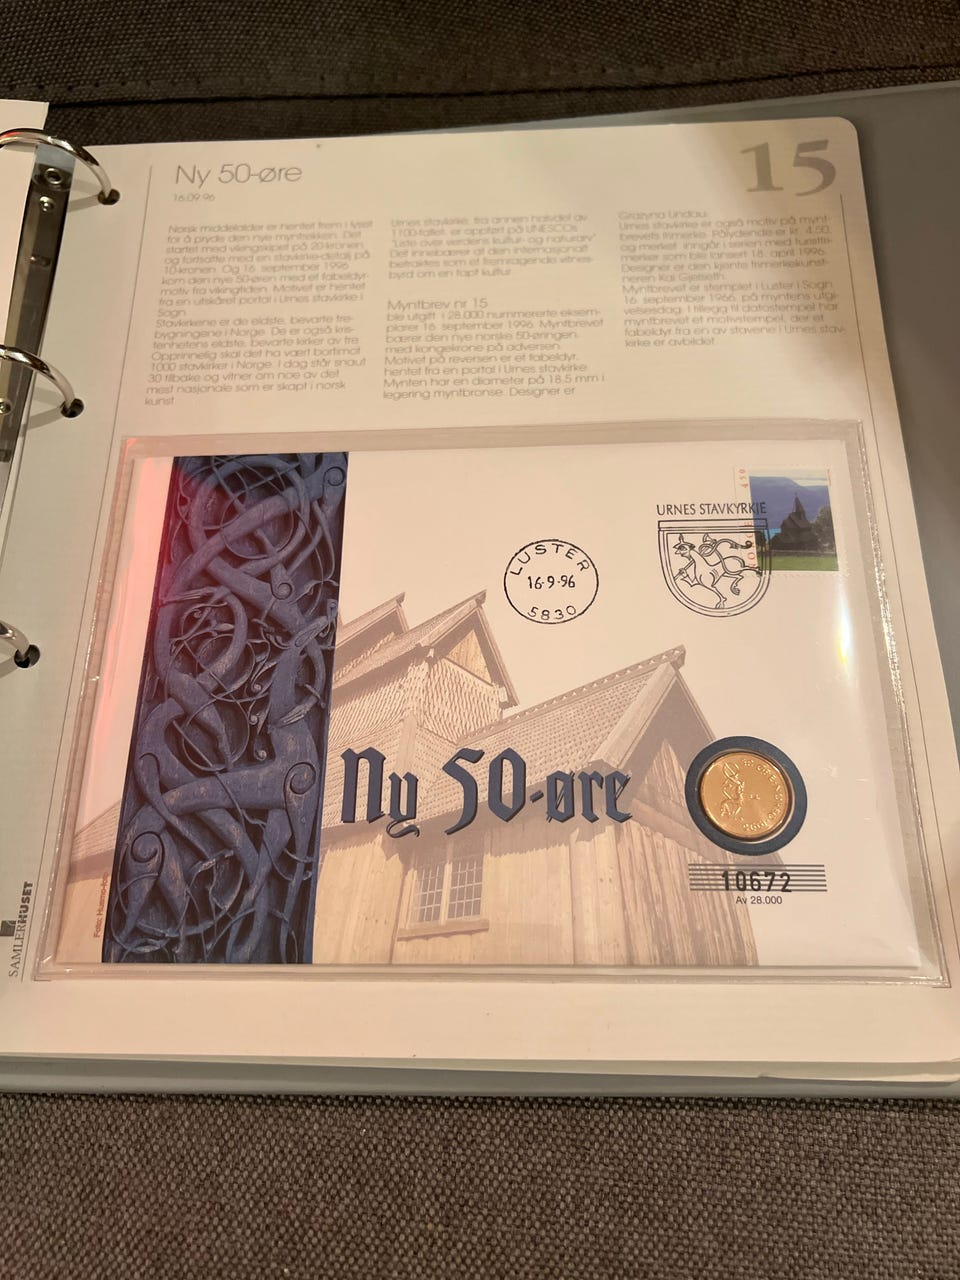 15
Ny 50-øre
16.09.96
Norsk middelalder er hentet frem i lyset
for å pryde den nye myntrekken. Det
startet med vikingskipet på 20-kronen,
og fortsatte med en stavkirke-detalj på
10-kronen. Og 16. september 1996
kom den nye 50-øren med et fabeldyr-
motiv fra vikingtiden. Motivet er hentet
fra en utskåret portal i Urnes stavkirke i
Sogn.
Stavkirkene er de eldste, bevarte tre-
bygningene i Norge. De er også kris-
tenhetens eldste, bevarte kirker av tre.
Opprinnelig skal det ha vært bortimot
1000 stavkirker i Norge. I dag står snaut
30 tilbake og vitner om noe av det
mest nasjonale som er skapt i norsk
kunst.
Urnes stavkirke, fra annen halvdel av
1100-tallet, er oppført på UNESCOs
"Liste over verdens kultur- og naturarv".
Det innebærer at den internasjonalt
betraktes som et fremragende vitnes-
byrd om en tapt kultur.
Myntbrev nr 15
ble utgitt i 28.000 nummererte eksem-
plarer 16. september 1996. Myntbrevet
bærer den nye norske 50-øringen,
med kongekrone på adversen.
Motivet på reversen er et fabeldyr,
hentet fra en portal i Urnes stavkirke.
Mynten har en diameter på 18,5 mm i
legering myntbronse. Designer er
Grazyna Lindau.
Urnes stavkirke er også motiv på mynt-
brevets frimerke. Pålydende er kr. 4,50,
og merket inngår i serien med turistfri-
merker som ble lansert 18. april 1996.
Designer er den kjente frimerkekunst-
neren Kai Gjelseth.
Myntbrevet er stemplet i Luster i Sogn
16. september 1966, på myntens utgi-
velsesdag. I tillegg til datostempel har
myntbrevet et motivstempel, der et
fabeldyr fra en av stavene i Urnes stav-
kirke er avbildet.
URNES STAVKYRKJE
4 50
LUSTER
16-9-96
5830
Ny 50-øre
10672
Av 28.000
SAMLERHUSET